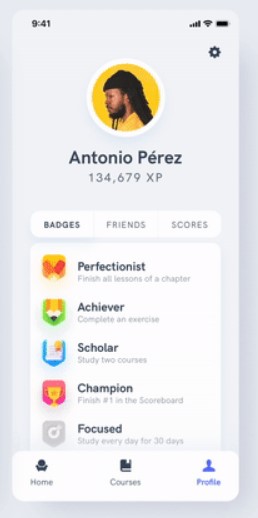 9:41
Antonio Pérez
134,679 XP
BADGES FRIENDS SCORES
Perfectionist
Finish all lessons of a chapter
Achiever
Complete an exercise
Scholar
Study two courses
Champion
Finish #1 in the Scoreboard
Focused
Study every day for 30 days
Home Courses Profile